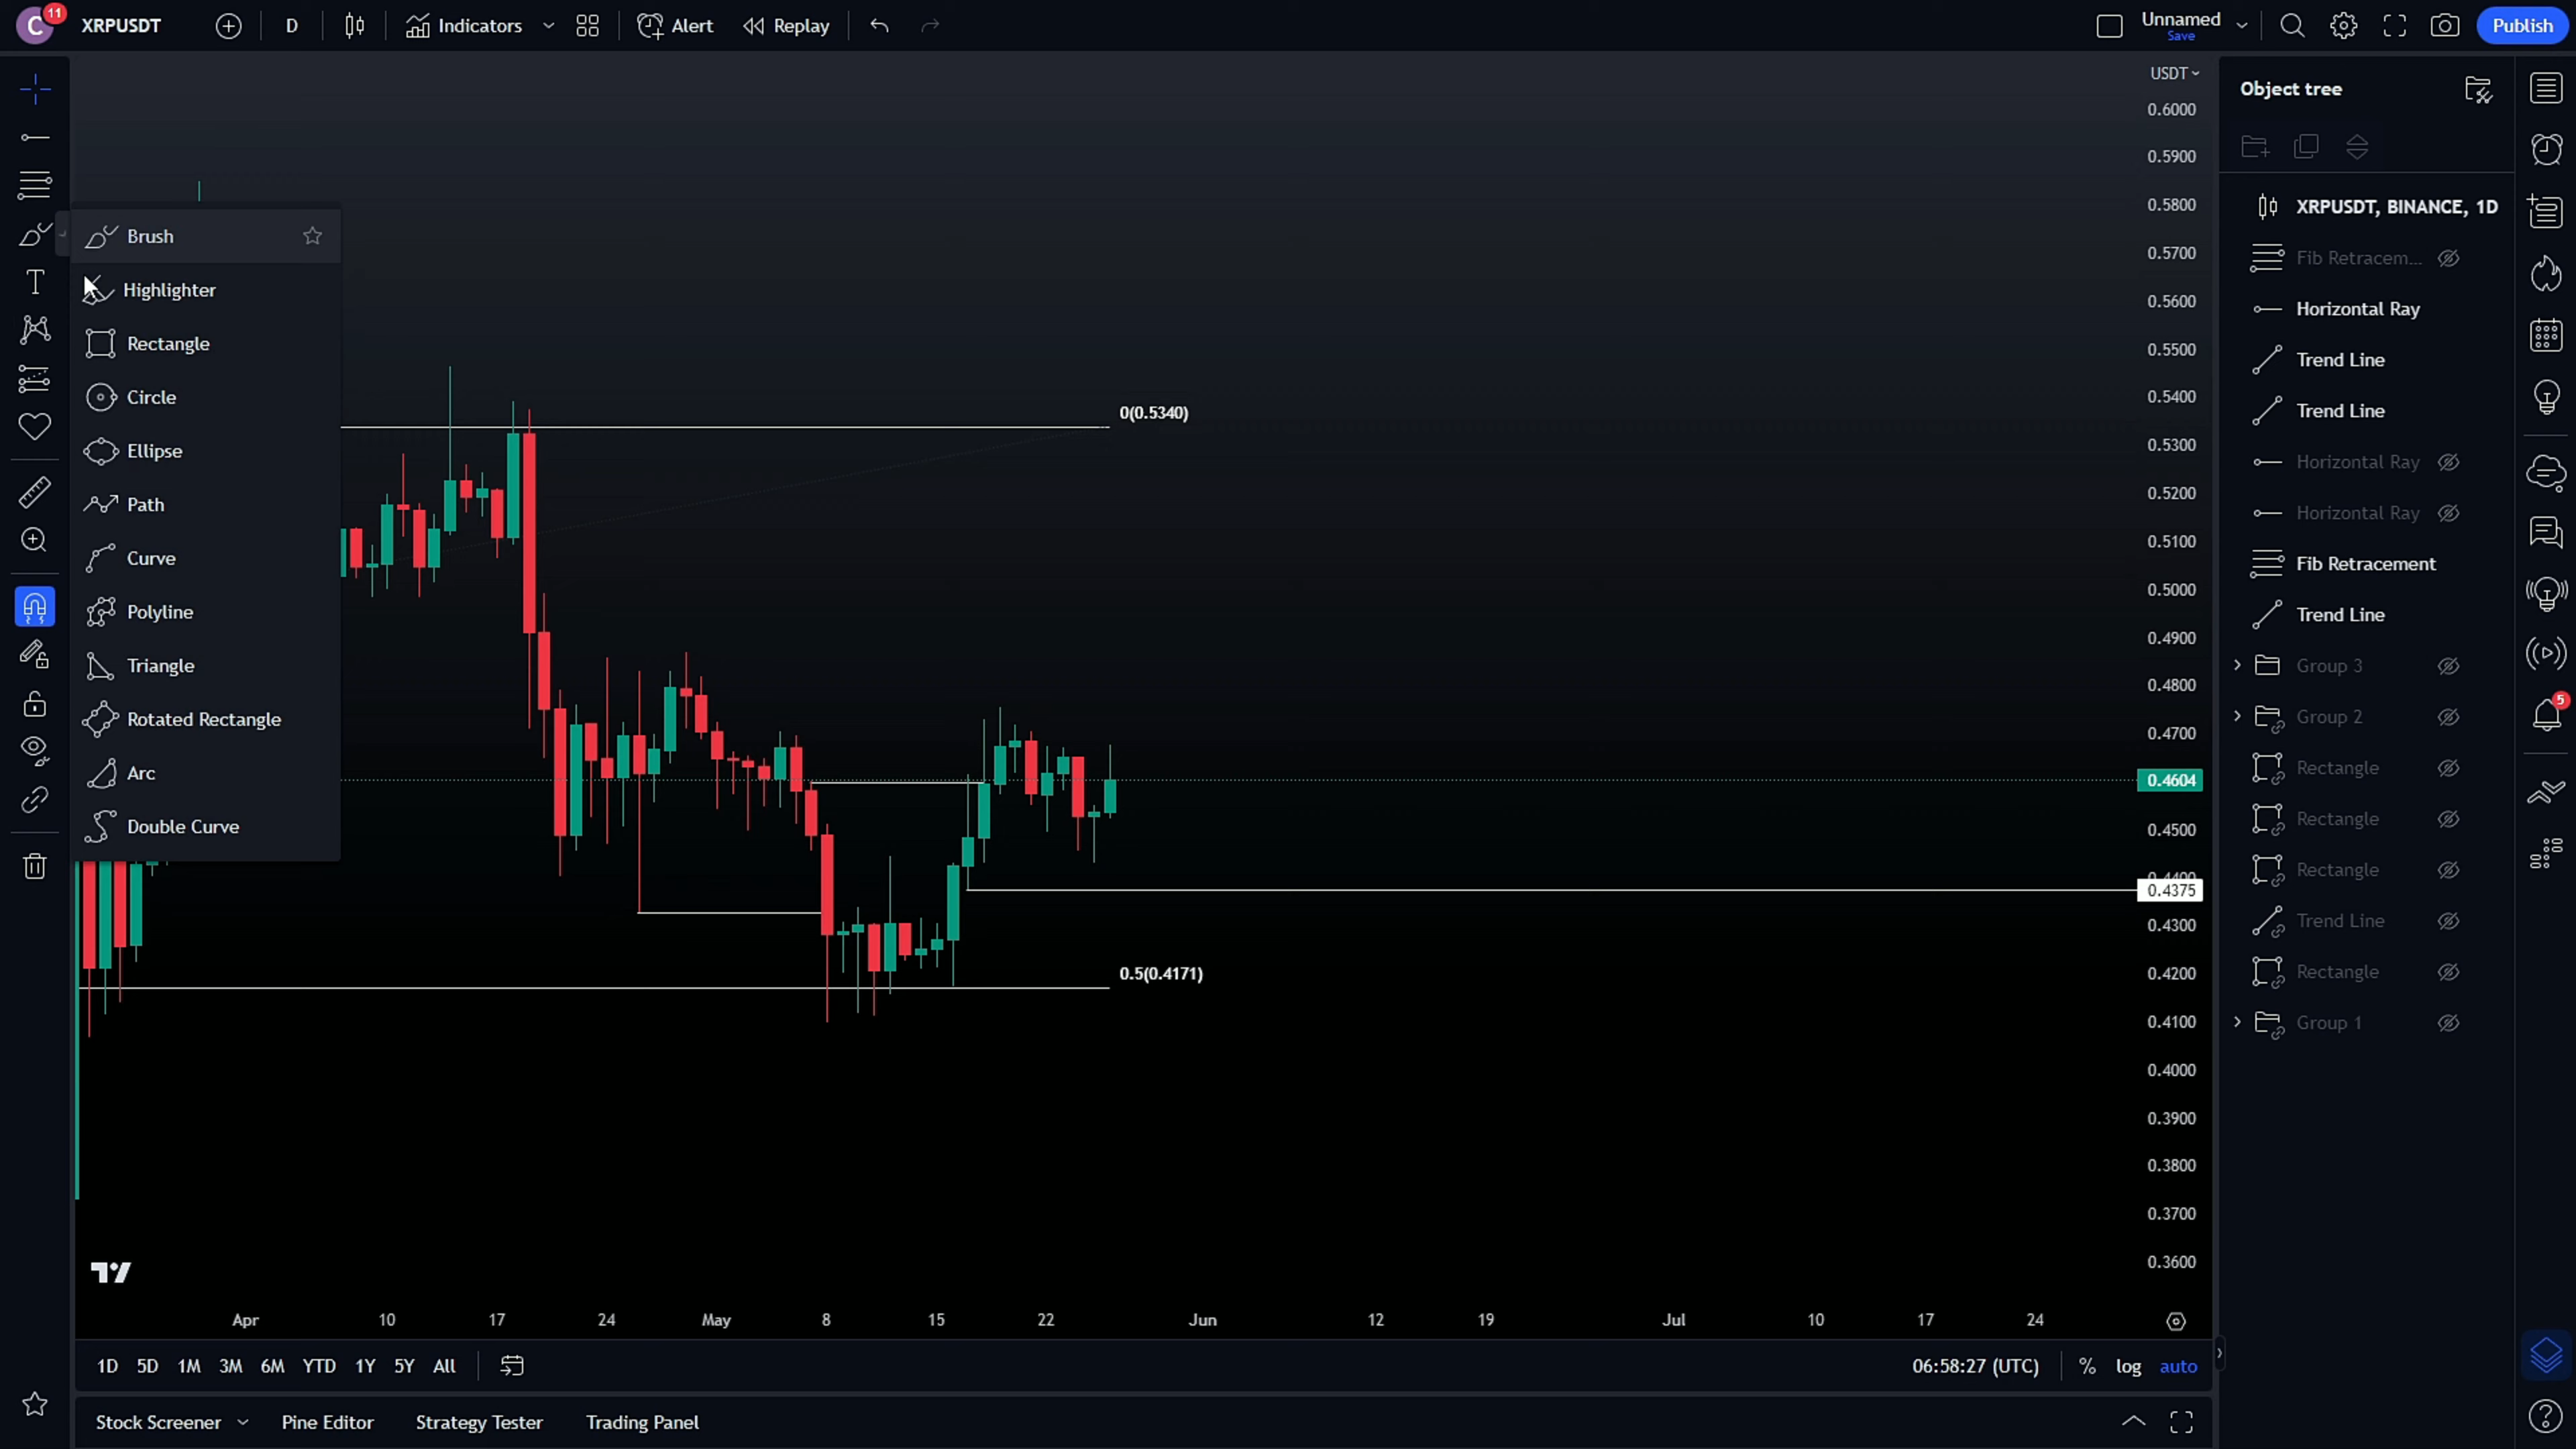 C 11 XRPUSDT D Indicators Alert Replay Unnamed Save Publish
Brush
Highlighter
Rectangle
Circle
Ellipse
Path
Curve
Polyline
Triangle
Rotated Rectangle
Arc
Double Curve
0(0.5340)
0.5(0.4171)
USDT
0.6000
0.5900
0.5800
0.5700
0.5600
0.5500
0.5400
0.5300
0.5200
0.5100
0.5000
0.4900
0.4800
0.4700
0.4604
0.4500
0.4400
0.4375
0.4300
0.4200
0.4100
0.4000
0.3900
0.3800
0.3700
0.3600
Apr 10 17 24 May 8 15 22 Jun 12 19 Jul 10 17 24
1D 5D 1M 3M 6M YTD 1Y 5Y All 06:58:27 (UTC) % log auto
Stock Screener Pine Editor Strategy Tester Trading Panel
Object tree
XRPUSDT, BINANCE, 1D
Fib Retracem...
Horizontal Ray
Trend Line
Trend Line
Horizontal Ray
Horizontal Ray
Fib Retracement
Trend Line
Group 3
Group 2
Rectangle
Rectangle
Rectangle
Trend Line
Rectangle
Group 1
5